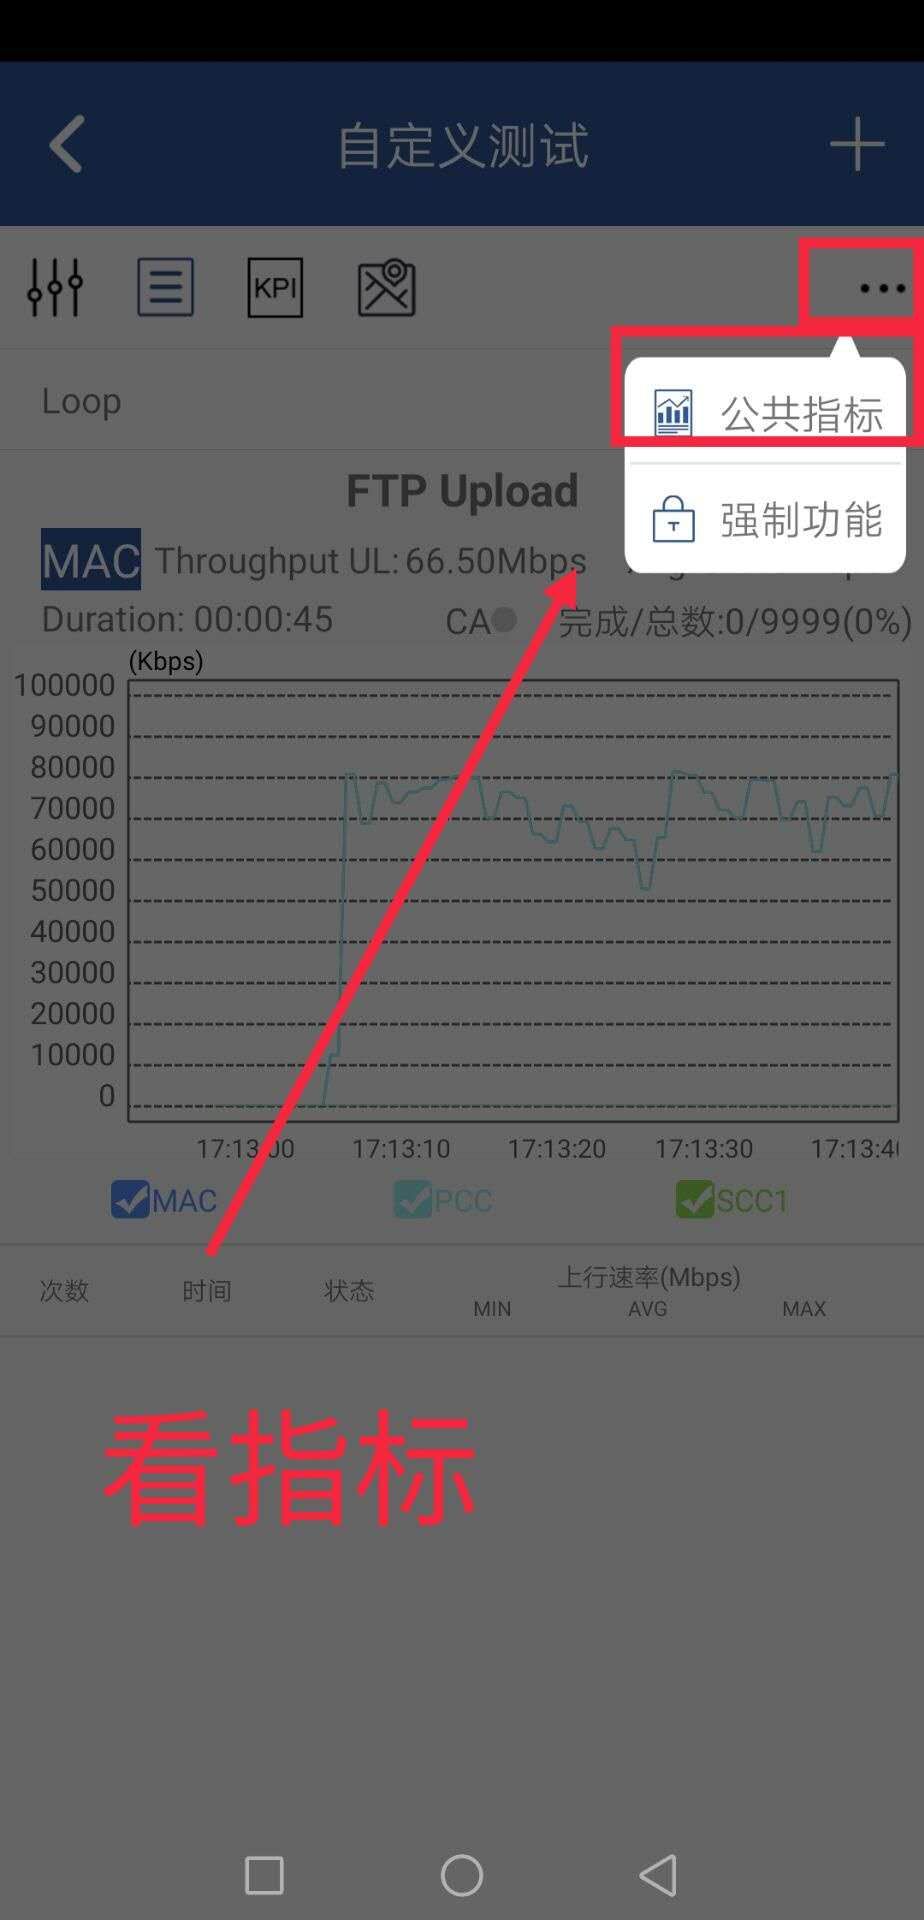 自定义测试
KPI
Loop
公共指标
T 强制功能
FTP Upload
MAC Throughput UL: 66.50Mbps
Duration: 00:00:45 CA 完成/总数:0/9999(0%)
(Kbps)
100000
90000
80000
70000
60000
50000
40000
30000
20000
10000
0
17:13:00 17:13:10 17:13:20 17:13:30
MAC PCC SCC1
次数 时间 状态 上行速率(Mbps)
MIN AVG MAX
看指标